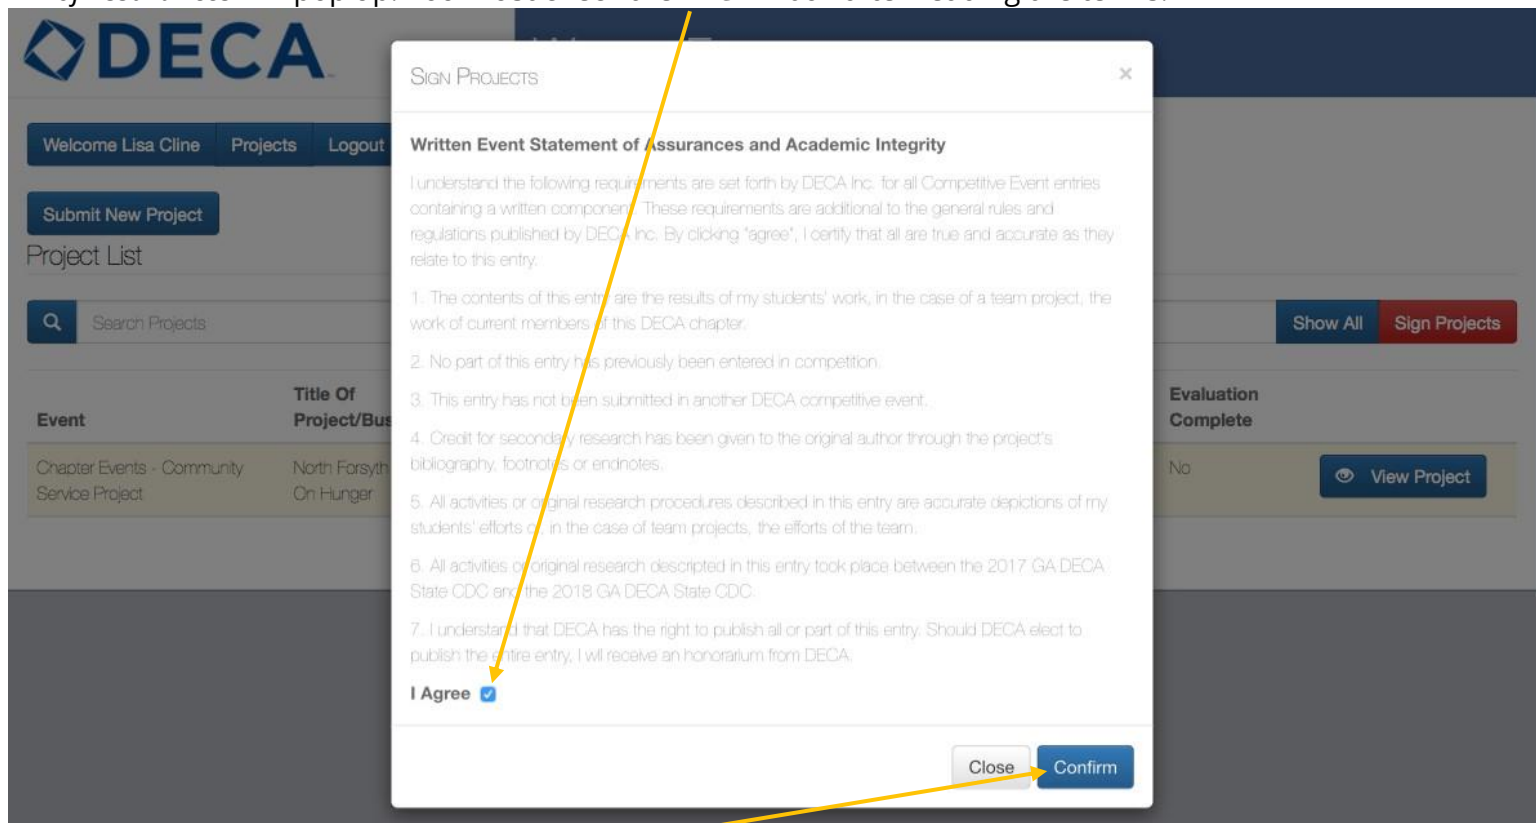 DECA
Welcome Lisa Cline Projects Logout
Submit New Project
Project List
Search Projects
Show All Sign Projects
Event
Title Of
Project/Bus
Evaluation
Complete
Chapter Events - Community
Service Project
North Forsyth
On Hunger
No
View Project
SIGN PROJECTS ×
Written Event Statement of Assurances and Academic Integrity
I understand the following requirements are set forth by DECA Inc. for all Competitive Event entries
containing a written component. These requirements are additional to the general rules and
regulations published by DECA Inc. By clicking "agree", I certify that all are true and accurate as they
relate to this entry.
1. The contents of this entry are the results of my students' work, in the case of a team project, the
work of current members of this DECA chapter.
2. No part of this entry has previously been entered in competition.
3. This entry has not been submitted in another DECA competitive event.
4. Credit for secondary research has been given to the original author through the project's
bibliography, footnotes or endnotes.
5. All activities or original research procedures described in this entry are accurate depictions of my
students' efforts or in the case of team projects, the efforts of the team.
6. All activities or original research descripted in this entry took place between the 2017 GA DECA
State CDC and the 2018 GA DECA State CDC.
7. I understand that DECA has the right to publish all or part of this entry. Should DECA elect to
publish the entire entry, I will receive an honorarium from DECA.
I Agree
Close Confirm